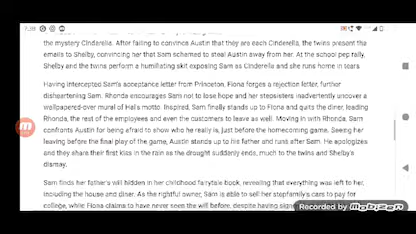 7:38
the mystery Cinderella. After failing to convince Austin that they are each Cinderella, the twins present the
emails to Shelby, convincing her that Sam schemed to steal Austin away from her. At the school pep rally,
Shelby and the twins perform a humiliating skit exposing Sam as Cinderella and she runs home in tears.
Having intercepted Sam's acceptance letter from Princeton, Fiona forges a rejection letter, further
disheartening Sam. Rhonda encourages Sam not to lose hope and her stepsisters inadvertently uncover a
wallpapered-over mural of Hal's motto. Inspired, Sam finally stands up to Fiona and quits the diner, leading
Rhonda, the rest of the employees and even the customers to leave as well. Moving in with Rhonda, Sam
confronts Austin for being afraid to show who he really is, just before the homecoming game. Seeing her
leaving before the final play of the game, Austin stands up to his father and runs after Sam. He apologizes
and they share their first kiss in the rain as the drought suddenly ends, much to the twins and Shelby's
dismay.
Sam finds her father's will hidden in her childhood fairytale book, revealing that everything was left to her,
including the house and diner. As the rightful owner, Sam is able to sell her stepfamily's cars to pay for
college, while Fiona claims to have never seen the will before, despite having signed
Recorded by Mobizen